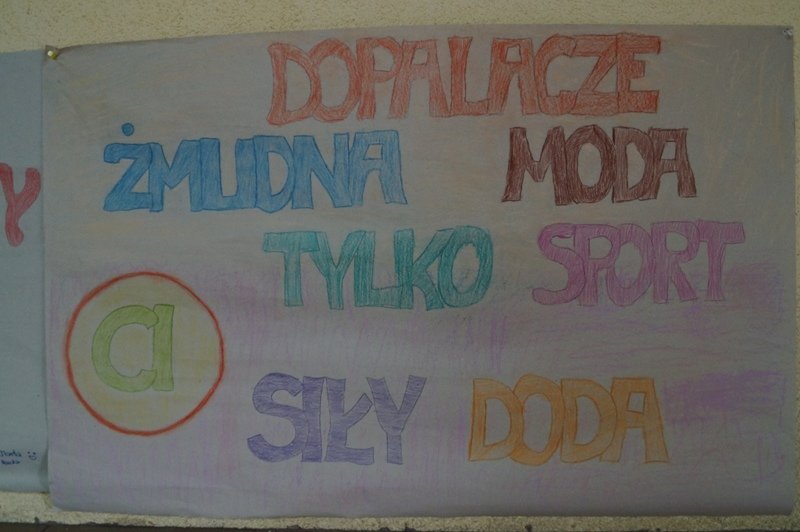 DOPALACZE
ŻMUDNA MODA
TYLKO SPORT
a
SIŁY DODA
Y